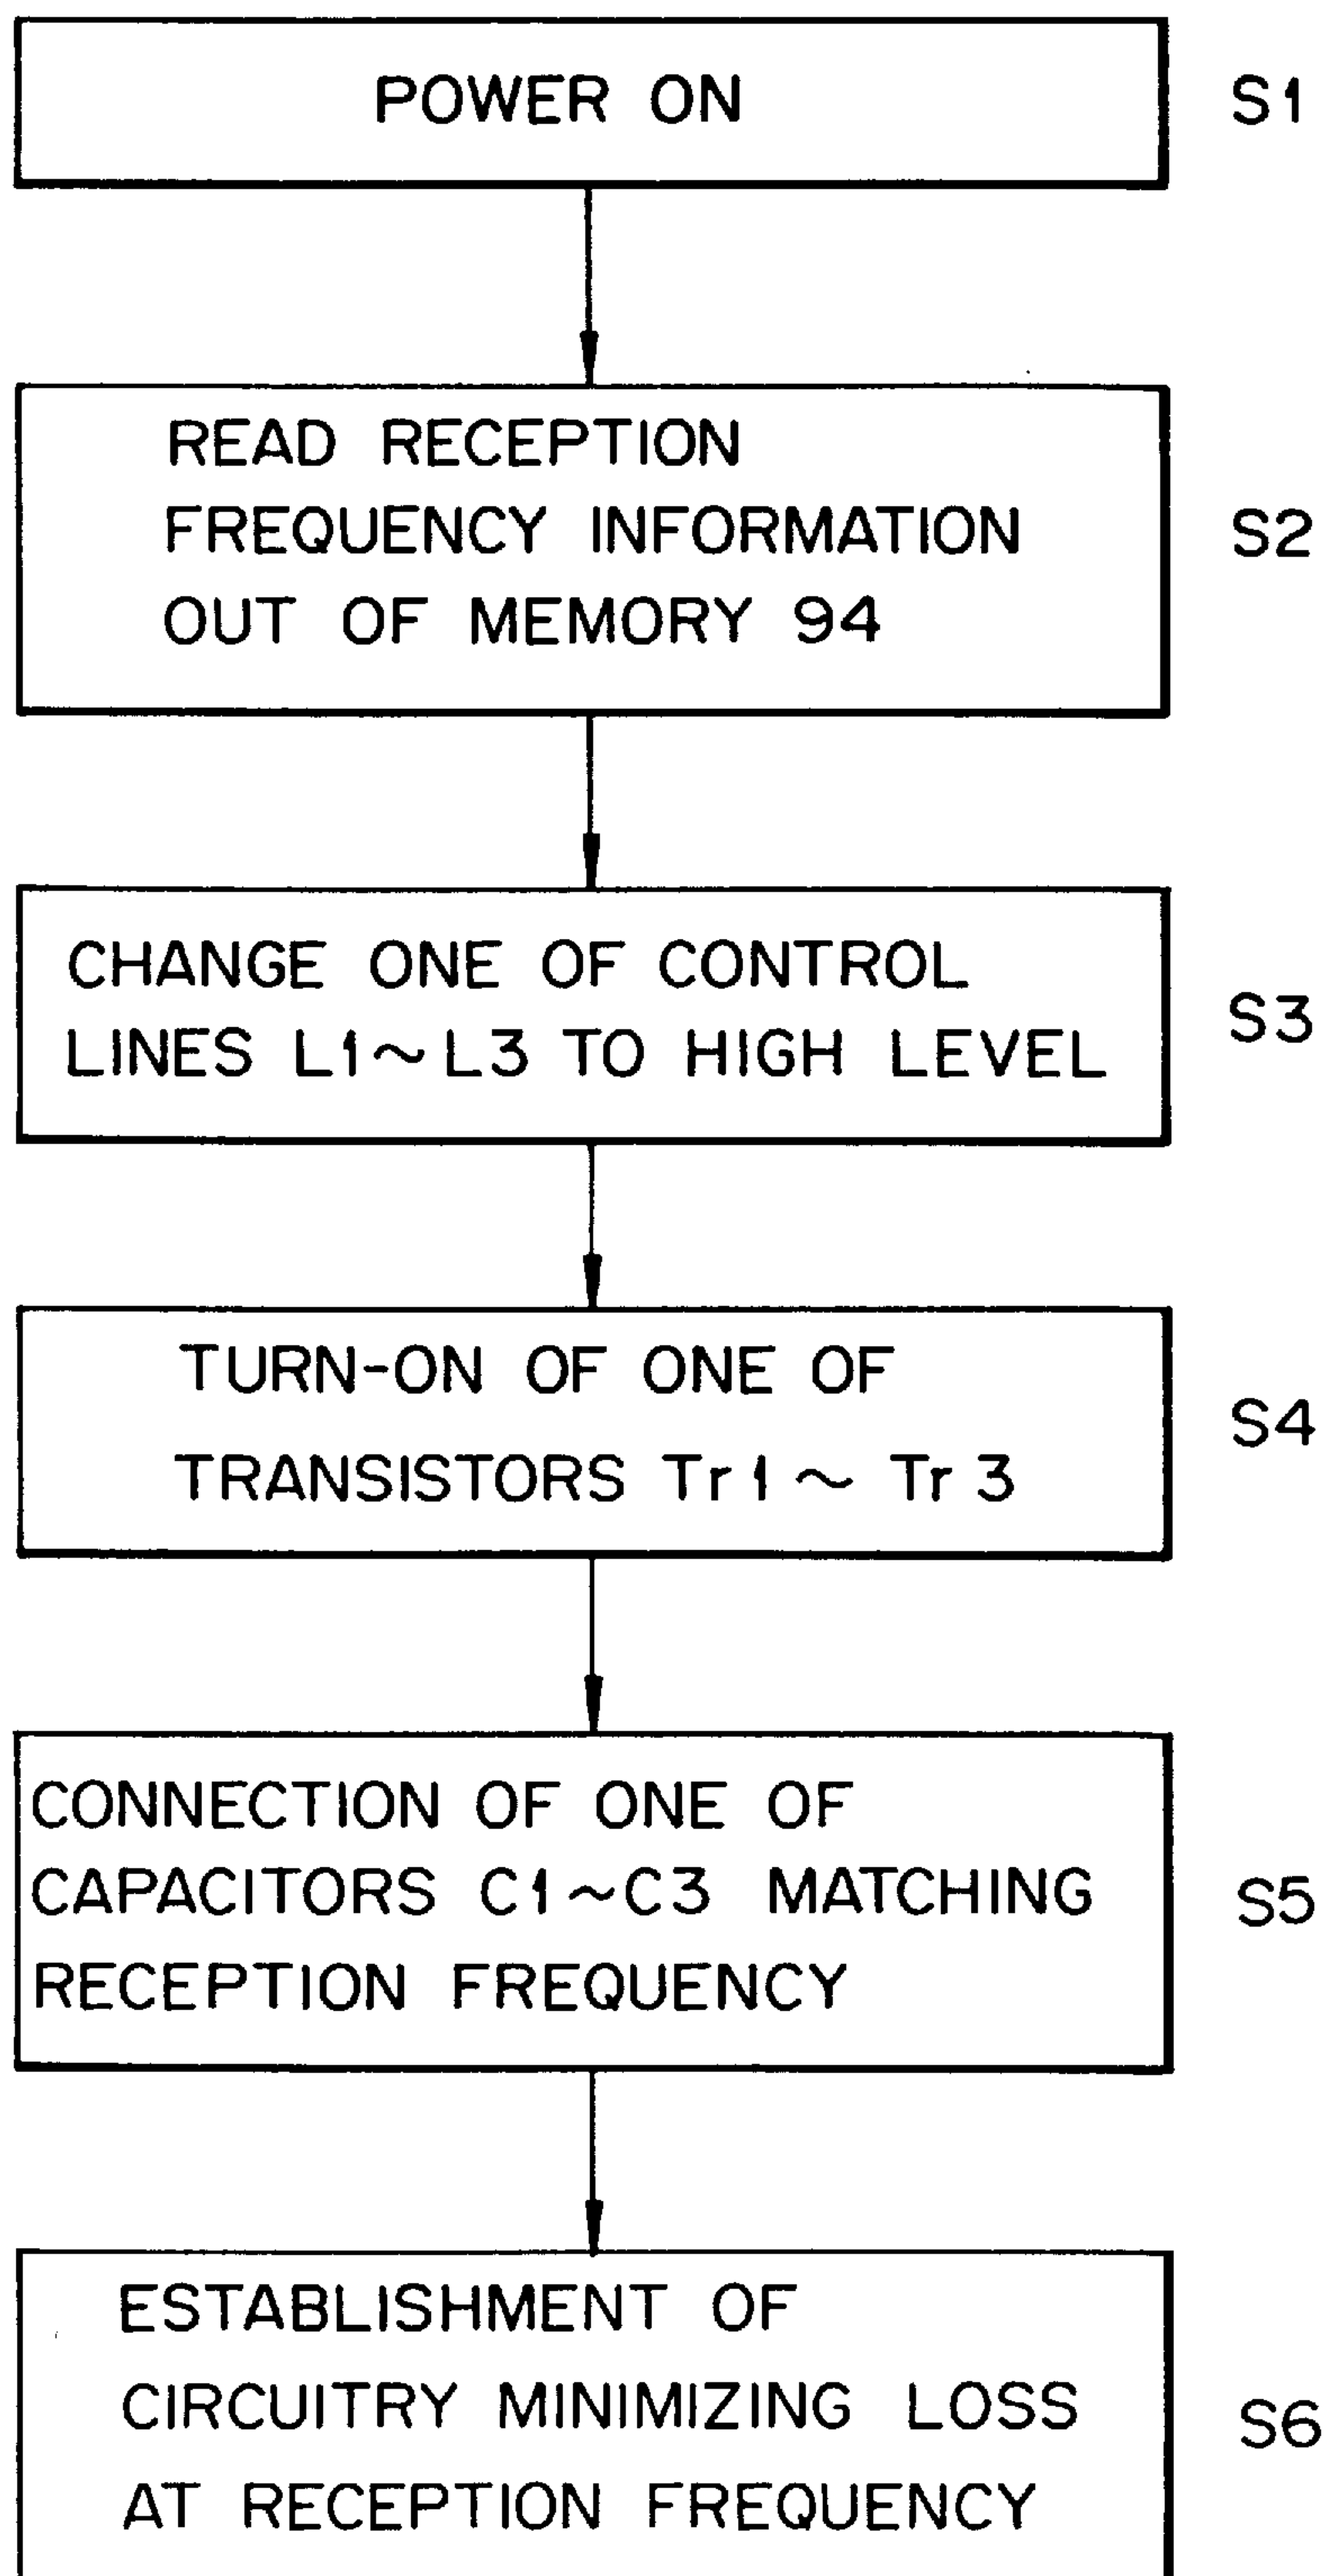 POWER ON
S1
READ RECEPTION
FREQUENCY INFORMATION
OUT OF MEMORY 94
S2
CHANGE ONE OF CONTROL
LINES L1~L3 TO HIGH LEVEL
S3
TURN-ON OF ONE OF
TRANSISTORS Tr1 ~ Tr3
S4
CONNECTION OF ONE OF
CAPACITORS C1~C3 MATCHING
RECEPTION FREQUENCY
S5
ESTABLISHMENT OF
CIRCUITRY MINIMIZING LOSS
AT RECEPTION FREQUENCY
S6